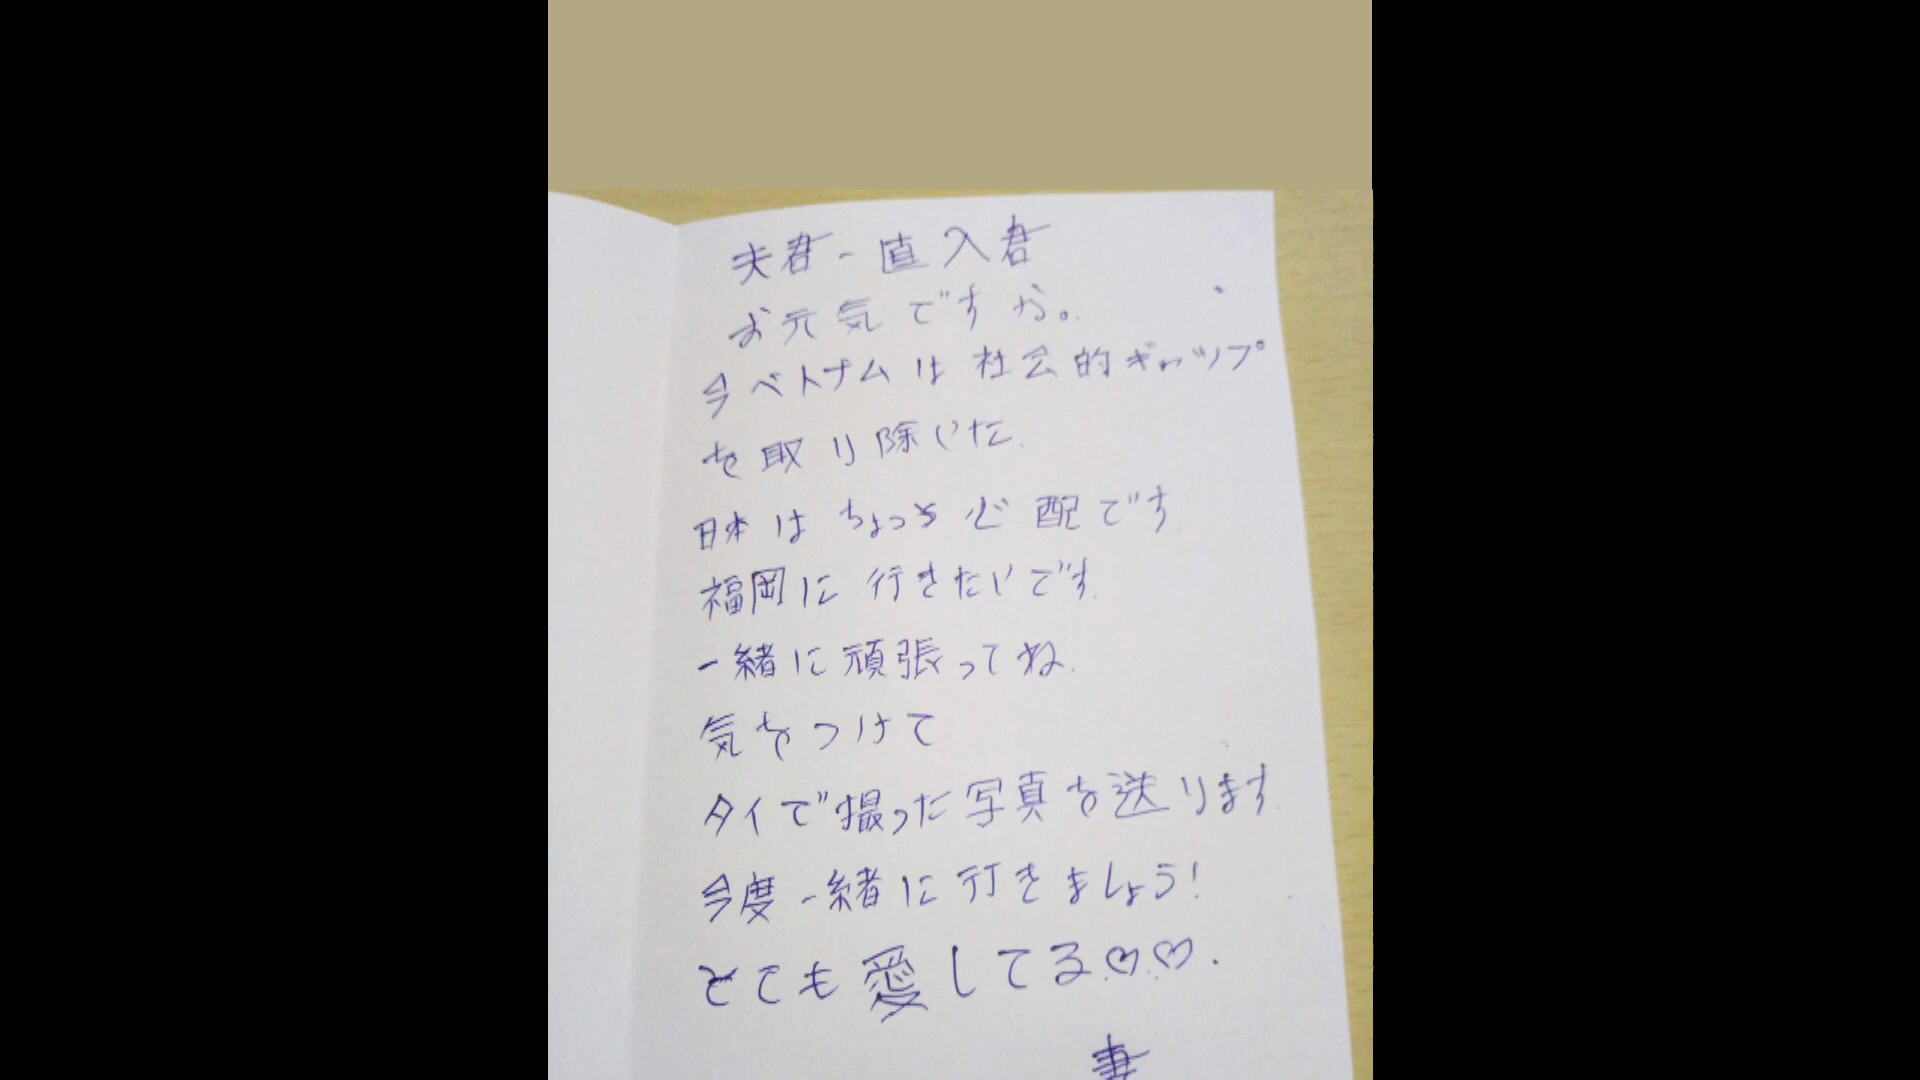 夫君-直入君
お元気ですか。
今ベトナムは社会的ギャップ
を取り除いた.
日本はちょっと心配です.
福岡に行きたいです.
一緒に頑張ってね.
気をつけて
タイで撮った写真を送ります.
今度一緒に行きましょう!
とても愛してる♡♡.
妻